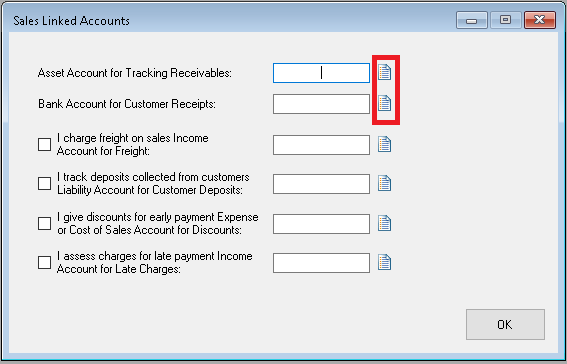 Sales Linked Accounts
Asset Account for Tracking Receivables:
Bank Account for Customer Receipts:
I charge freight on sales Income
Account for Freight:
I track deposits collected from customers
Liability Account for Customer Deposits:
I give discounts for early payment Expense
or Cost of Sales Account for Discounts:
I assess charges for late payment Income
Account for Late Charges:
OK